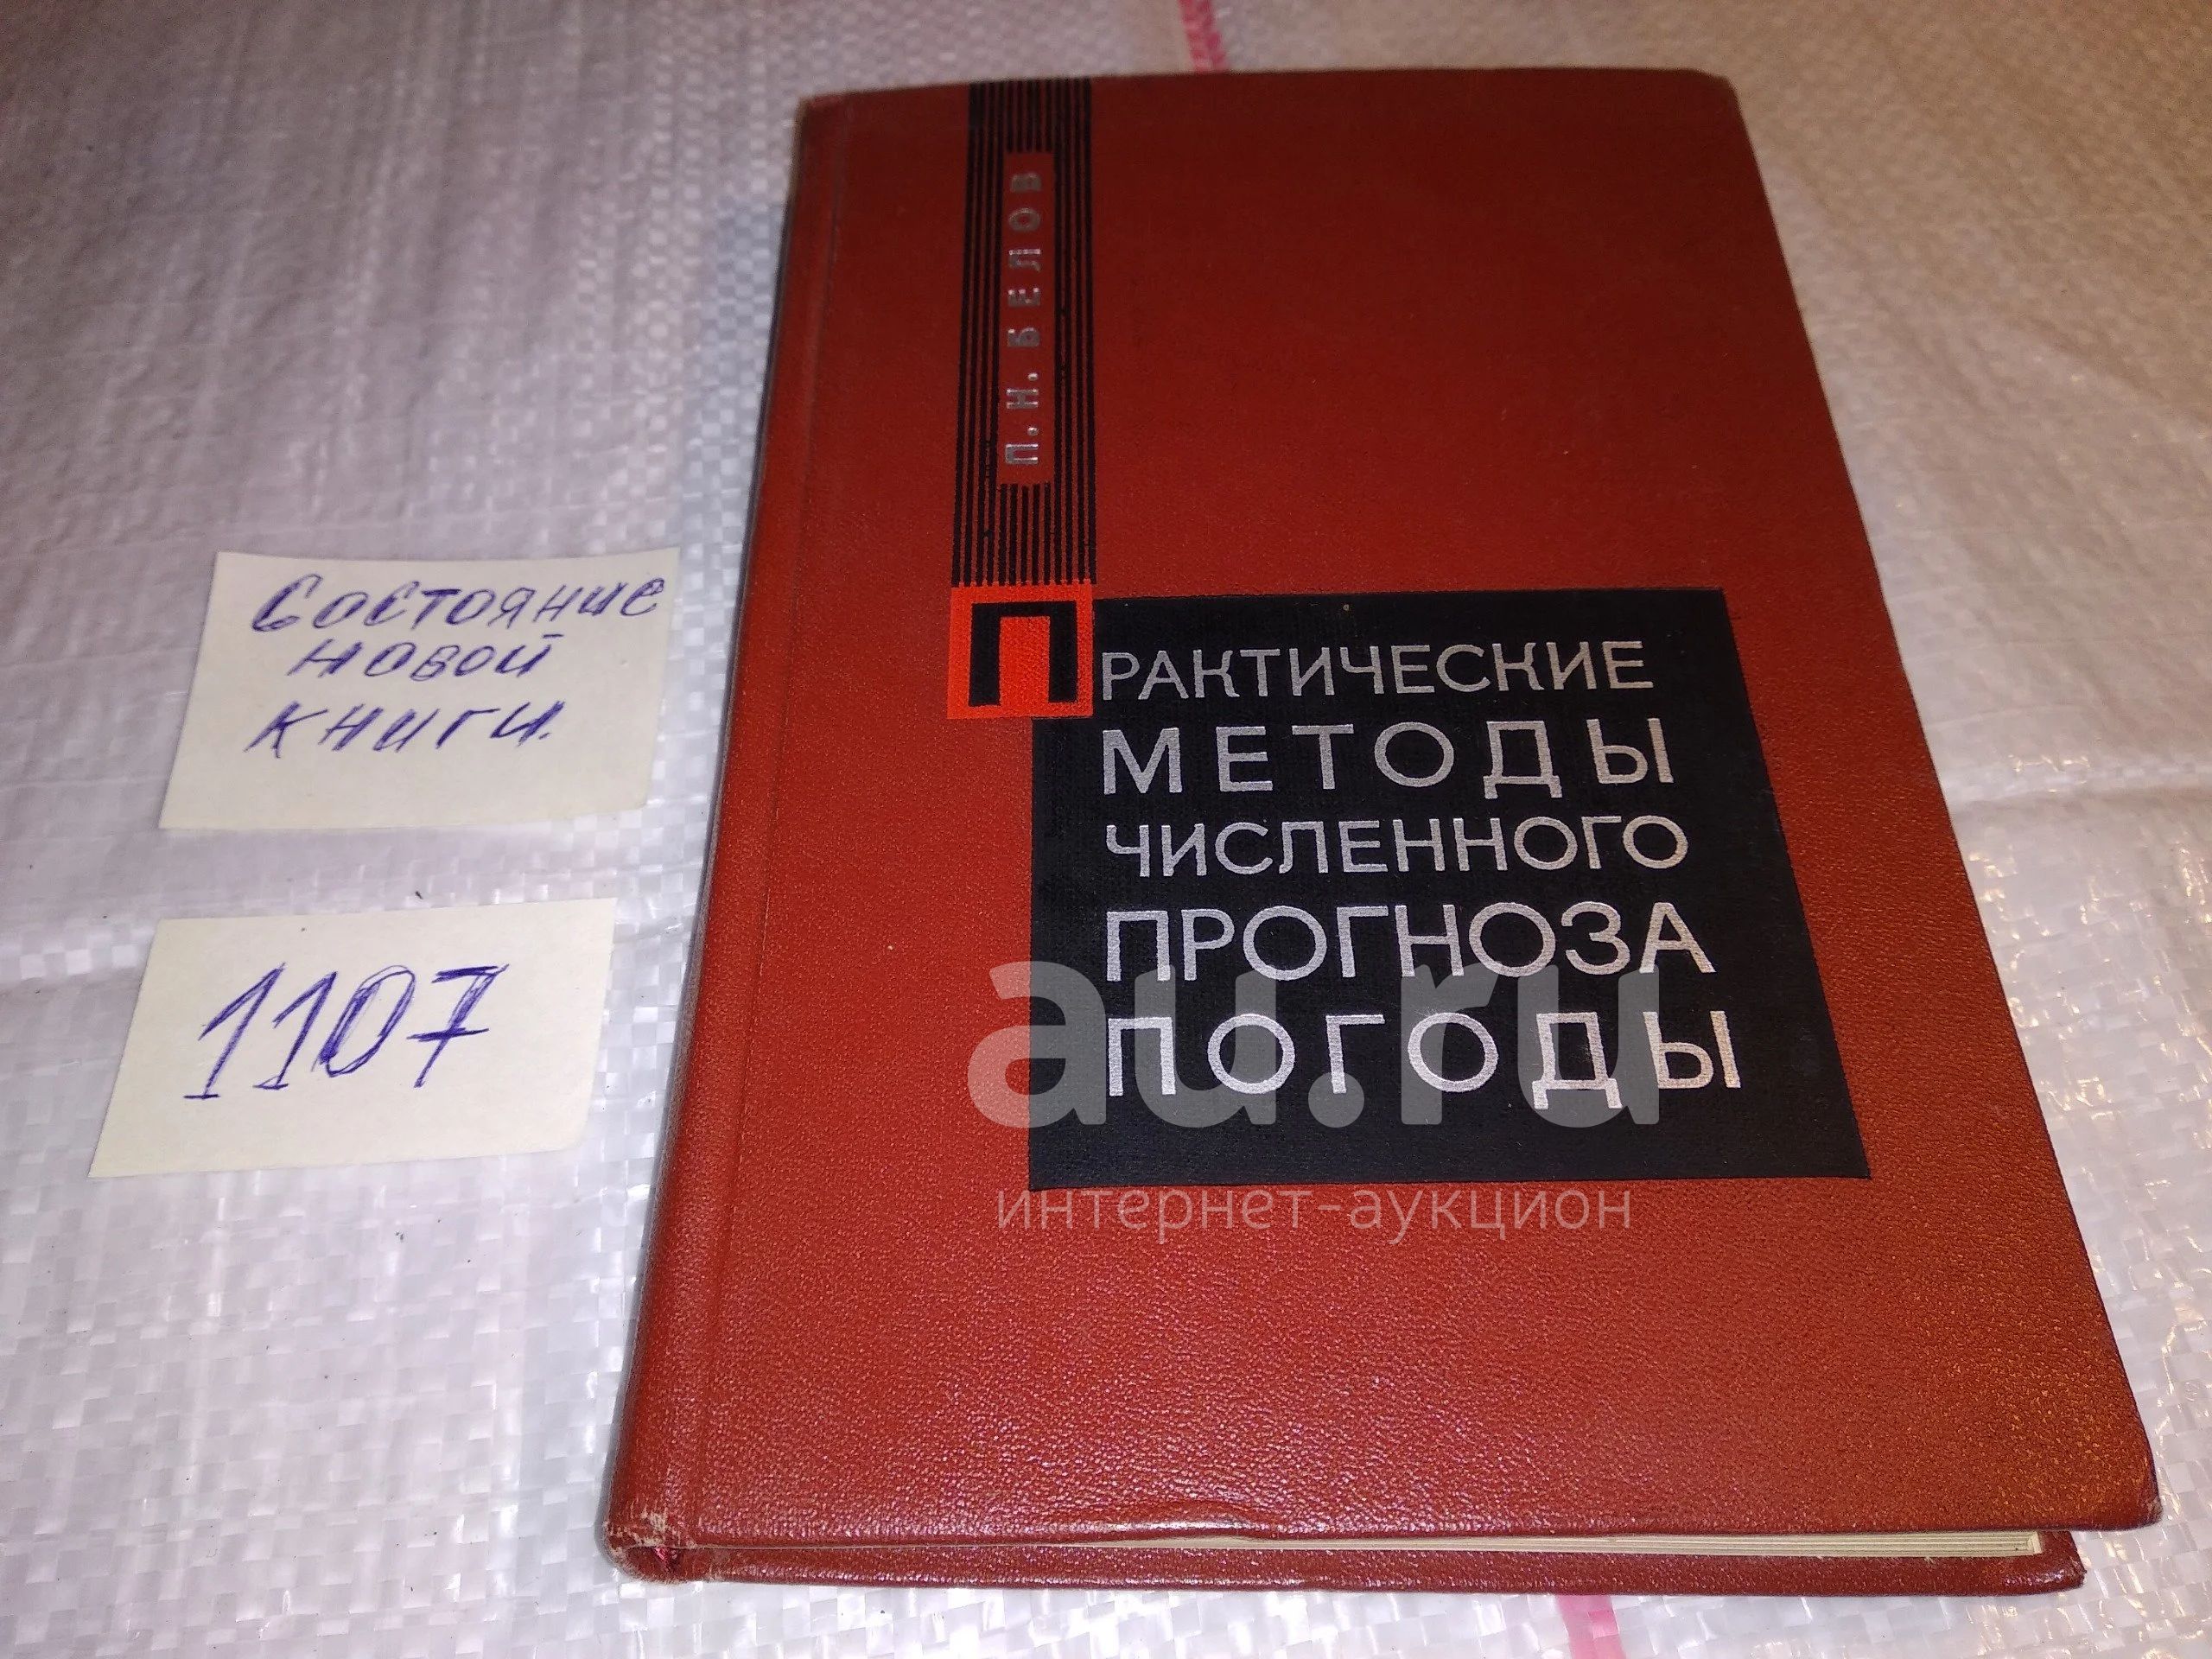 П. Н. БЕЛОВ
ПРАКТИЧЕСКИЕ
МЕТОДЫ
ЧИСЛЕННОГО
ПРОГНОЗА
ПОГОДЫ
Состояние
новой
книги.
1107
au.ru
интернет-аукцион